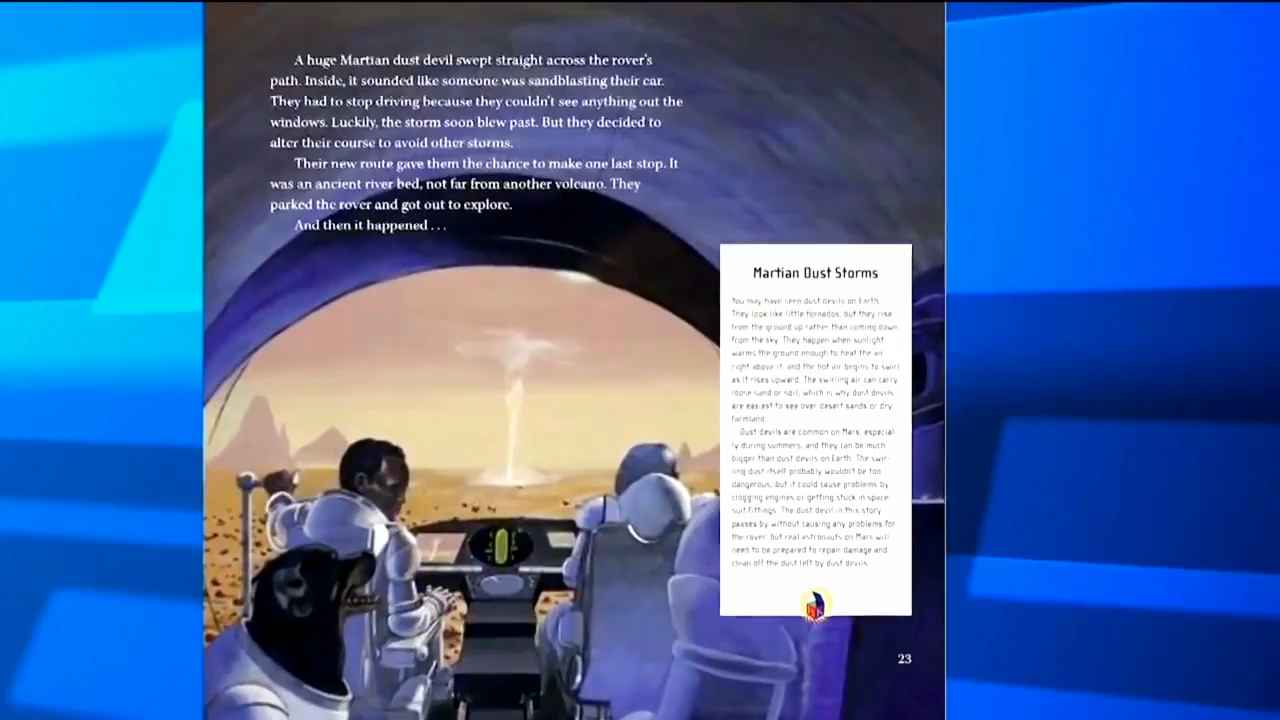 A huge Martian dust devil swept straight across the rover's
path. Inside, it sounded like someone was sandblasting their car.
They had to stop driving because they couldn't see anything out the
windows. Luckily, the storm soon blew past. But they decided to
alter their course to avoid other storms.
Their new route gave them the chance to make one last stop. It
was an ancient river bed, not far from another volcano. They
parked the rover and got out to explore.
And then it happened . . .
Martian Dust Storms
You may have seen dust devils on Earth.
They look like little tornados, but they rise
from the ground up rather than coming down
from the sky. They happen when sunlight
warms the ground enough to heat the air
right above it, and the hot air begins to swirl
as it rises upward. The swirling air can carry
loose sand or soil, which is why dust devils
are easiest to see over desert sands or dry
farmland.
Dust devils are common on Mars, especial-
ly during summers, and they can be much
bigger than dust devils on Earth. The swir-
ling dust itself probably wouldn't be too
dangerous, but it could cause problems by
clogging engines or getting stuck in space-
suit fittings. The dust devil in this story
passes by without causing any problems for
the rover, but real astronauts on Mars will
need to be prepared to repair damage and
clean off the dust left by dust devils.
23